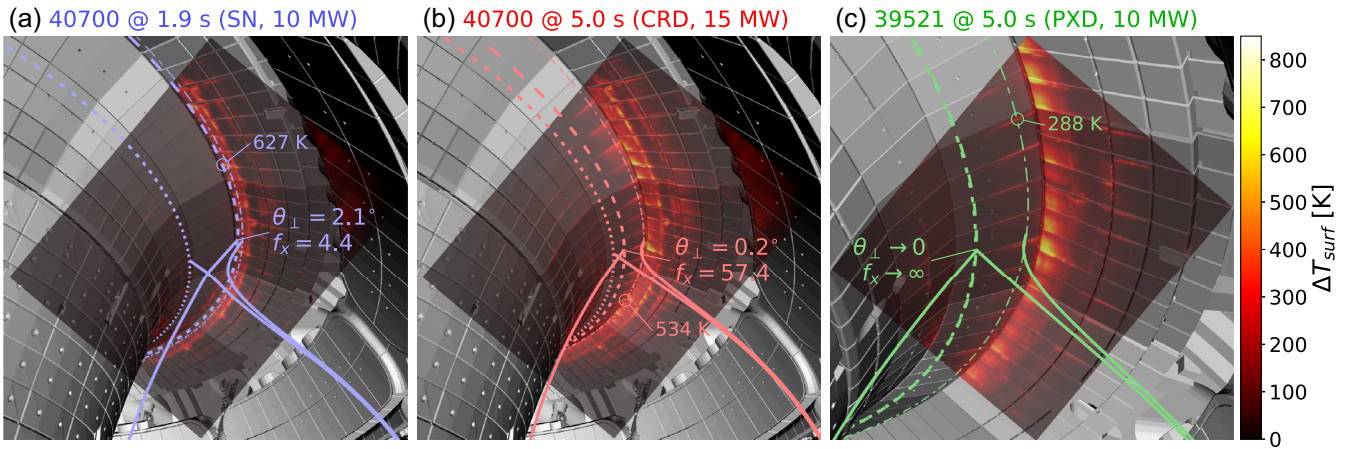 (a) 40700 @ 1.9 s (SN, 10 MW)
627 K
θ⊥ = 2.1°
fₓ = 4.4
(b) 40700 @ 5.0 s (CRD, 15 MW)
θ⊥ = 0.2°
fₓ = 57.4
534 K
(c) 39521 @ 5.0 s (PXD, 10 MW)
288 K
θ⊥ → 0
fₓ → ∞
800
700
600
500
400
300
200
100
0
ΔT_surf [K]